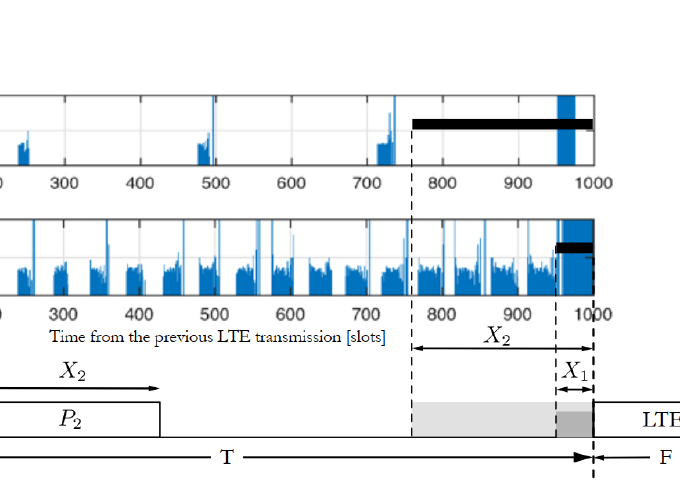 300 400 500 600 700 800 900 1000
300 400 500 600 700 800 900 1000
Time from the previous LTE transmission [slots]
X₂
X₂ X₁
P₂ LTE
T F